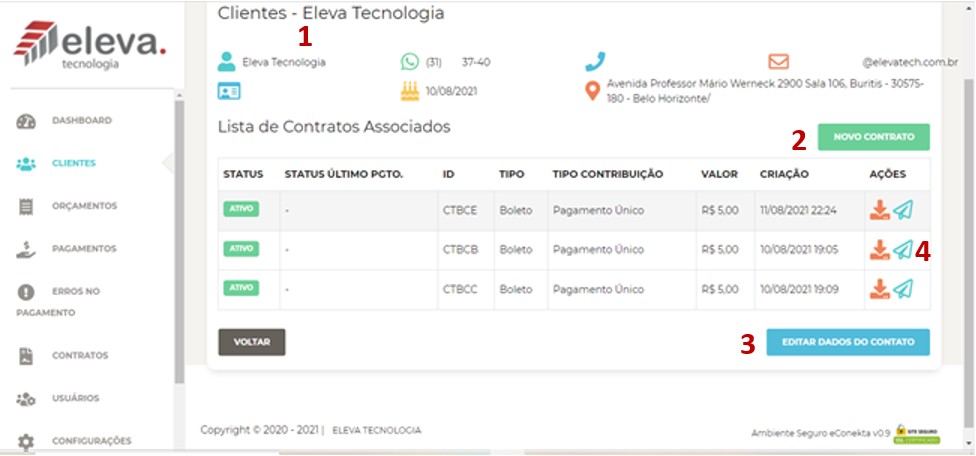 eleva.
tecnologia
DASHBOARD
CLIENTES
ORÇAMENTOS
PAGAMENTOS
ERROS NO
PAGAMENTO
CONTRATOS
USUÁRIOS
CONFIGURAÇÕES
Clientes - Eleva Tecnologia
1
Eleva Tecnologia
(31) 37-40
@elevatech.com.br
10/08/2021
Avenida Professor Mário Werneck 2900 Sala 106, Buritis - 30575-
180 - Belo Horizonte/
Lista de Contratos Associados
2 NOVO CONTRATO
STATUS STATUS ÚLTIMO PGTO. ID TIPO TIPO CONTRIBUIÇÃO VALOR CRIAÇÃO AÇÕES
ATIVO - CTBCE Boleto Pagamento Único R$ 5,00 11/08/2021 22:24
ATIVO - CTBCB Boleto Pagamento Único R$ 5,00 10/08/2021 19:05 4
ATIVO - CTBCC Boleto Pagamento Único R$ 5,00 10/08/2021 19:09
VOLTAR 3 EDITAR DADOS DO CONTATO
Copyright © 2020 - 2021 | ELEVA TECNOLOGIA
Ambiente Seguro eConekta v0.9
SITE SEGURO